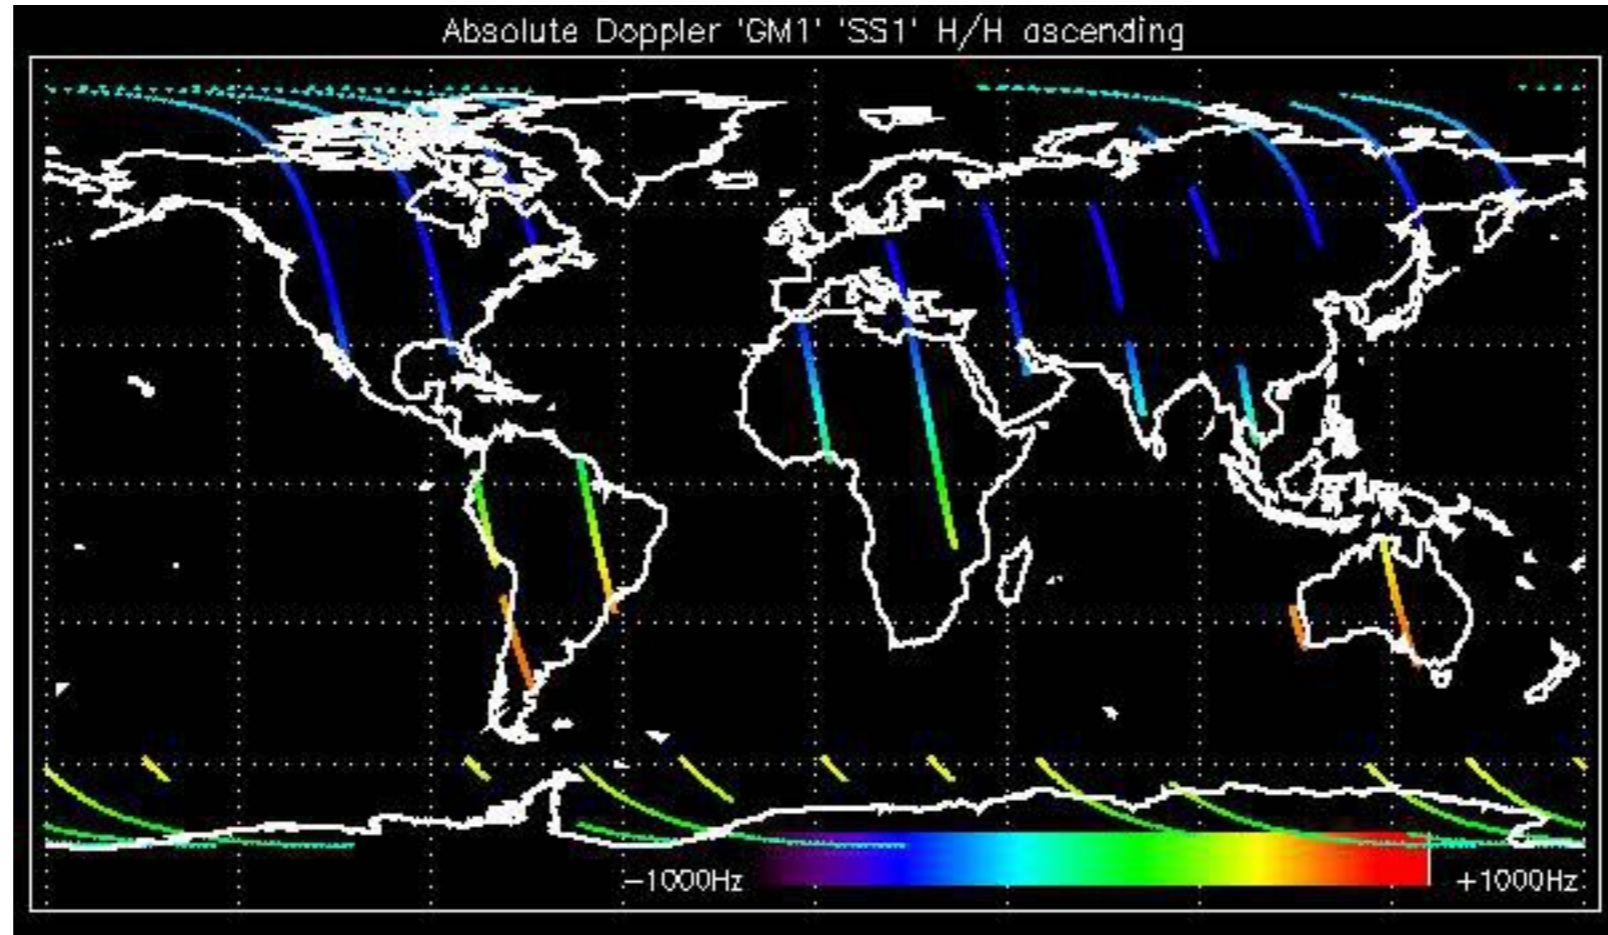 Absolute Doppler 'GM1' 'SS1' H/H ascending
−1000Hz
+1000Hz